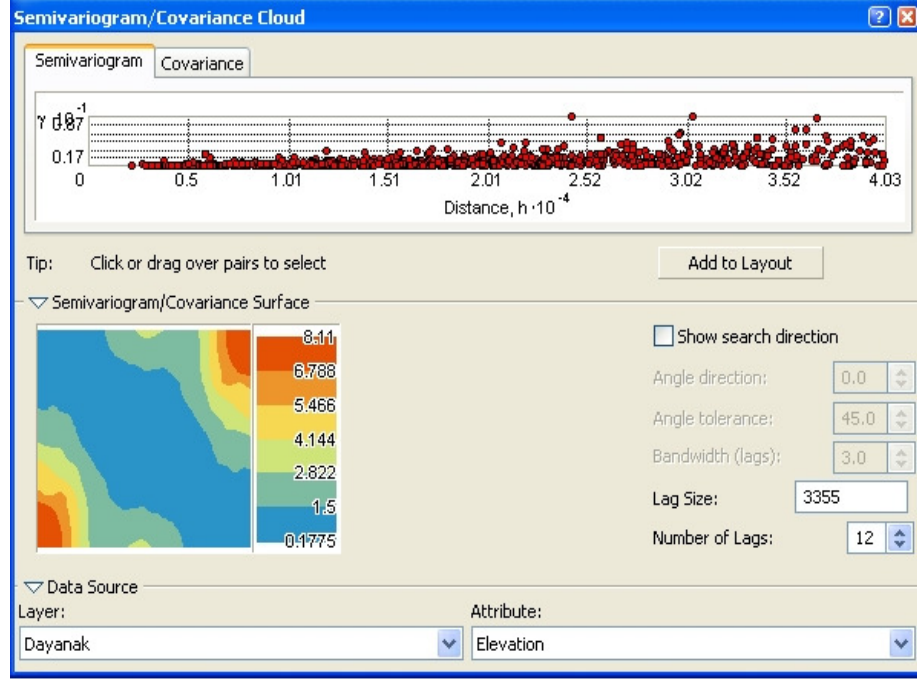 Semivariogram/Covariance Cloud
Semivariogram Covariance
γ ·10 -1
0.87
0.17
0 0.5 1.01 1.51 2.01 2.52 3.02 3.52 4.03
Distance, h ·10 -4
Tip: Click or drag over pairs to select Add to Layout
Semivariogram/Covariance Surface
8.11
6.788
5.466
4.144
2.822
1.5
0.1775
Show search direction
Angle direction: 0.0
Angle tolerance: 45.0
Bandwidth (lags): 3.0
Lag Size: 3355
Number of Lags: 12
Data Source
Layer: Attribute:
Dayanak Elevation